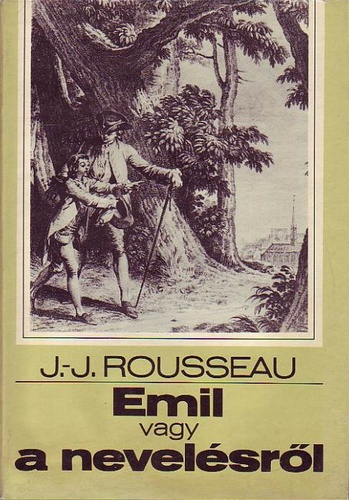 J.-J. ROUSSEAU
Emil
vagy
a nevelésről